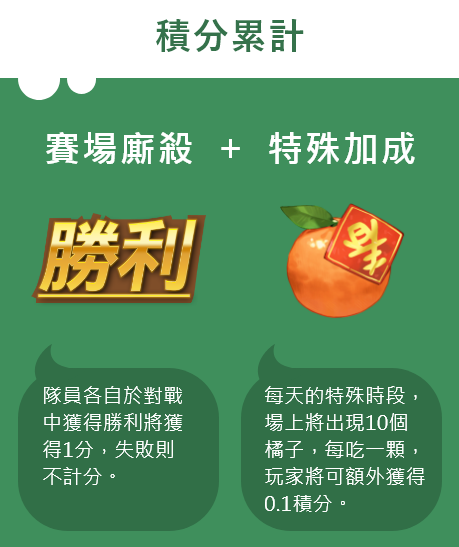 積分累計
賽場廝殺 + 特殊加成
勝利
春
隊員各自於對戰
中獲得勝利將獲
得1分，失敗則
不計分。
每天的特殊時段，
場上將出現10個
橘子，每吃一顆，
玩家將可額外獲得
0.1積分。